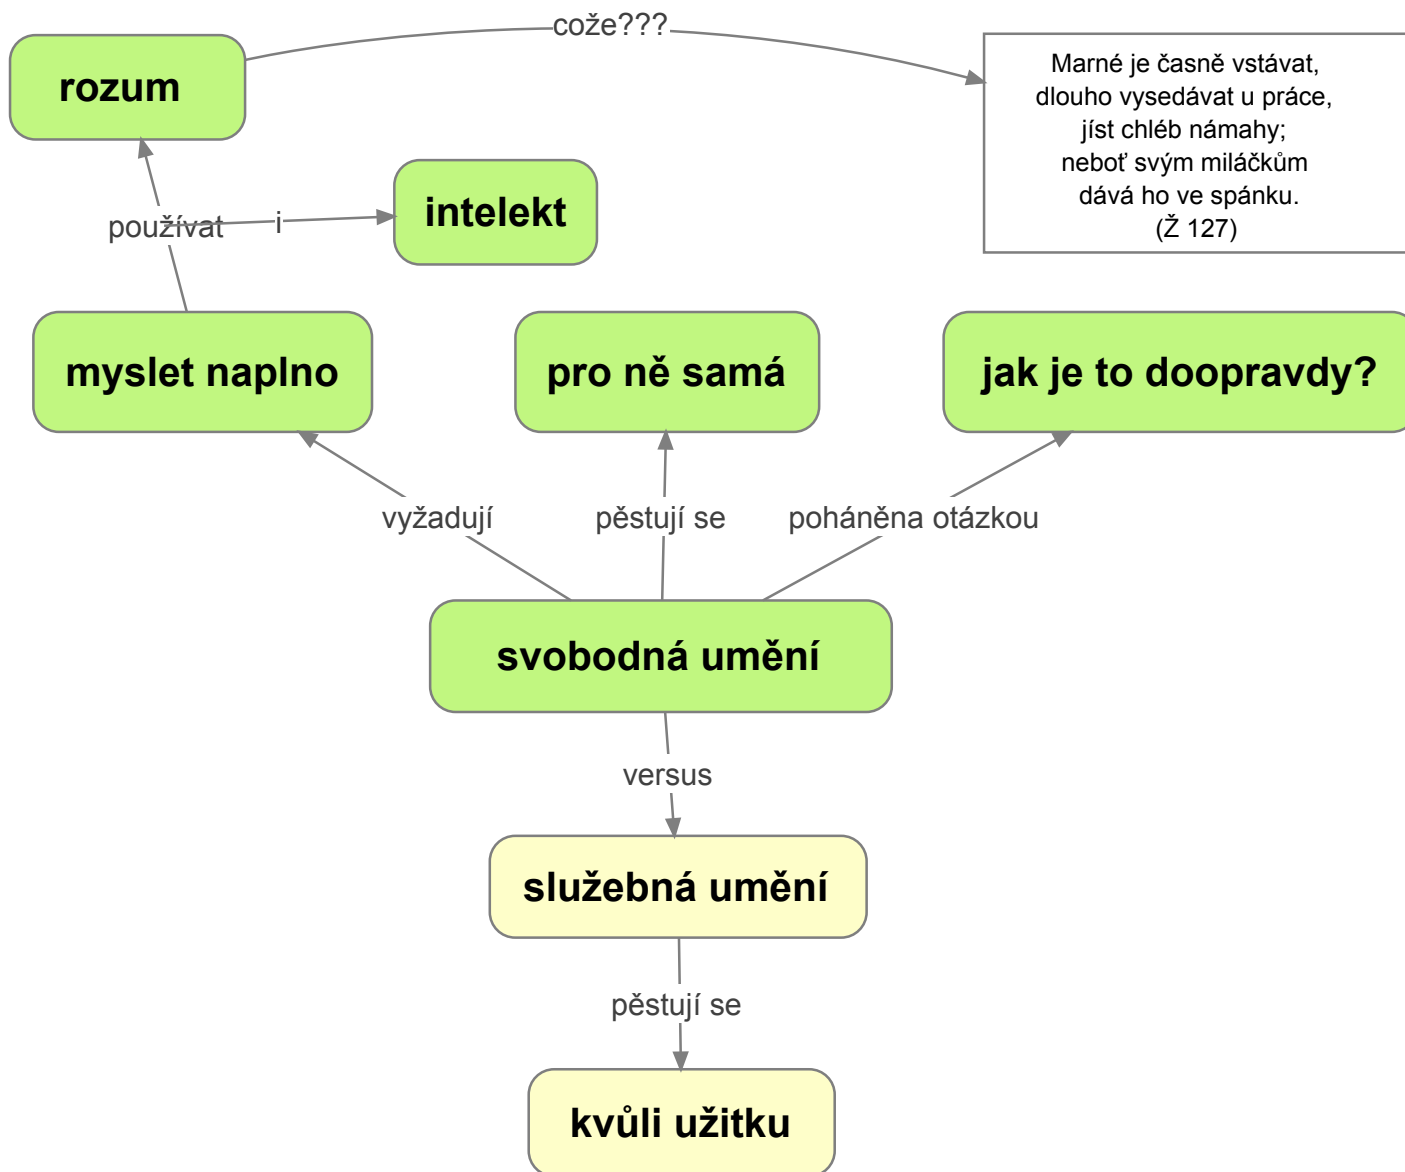 cože???
rozum
Marné je časně vstávat,
dlouho vysedávat u práce,
jíst chléb námahy;
neboť svým miláčkům
dává ho ve spánku.
(Ž 127)
používat
i
intelekt
myslet naplno
pro ně samá
jak je to doopravdy?
vyžadují
pěstují se
poháněna otázkou
svobodná umění
versus
služebná umění
pěstují se
kvůli užitku